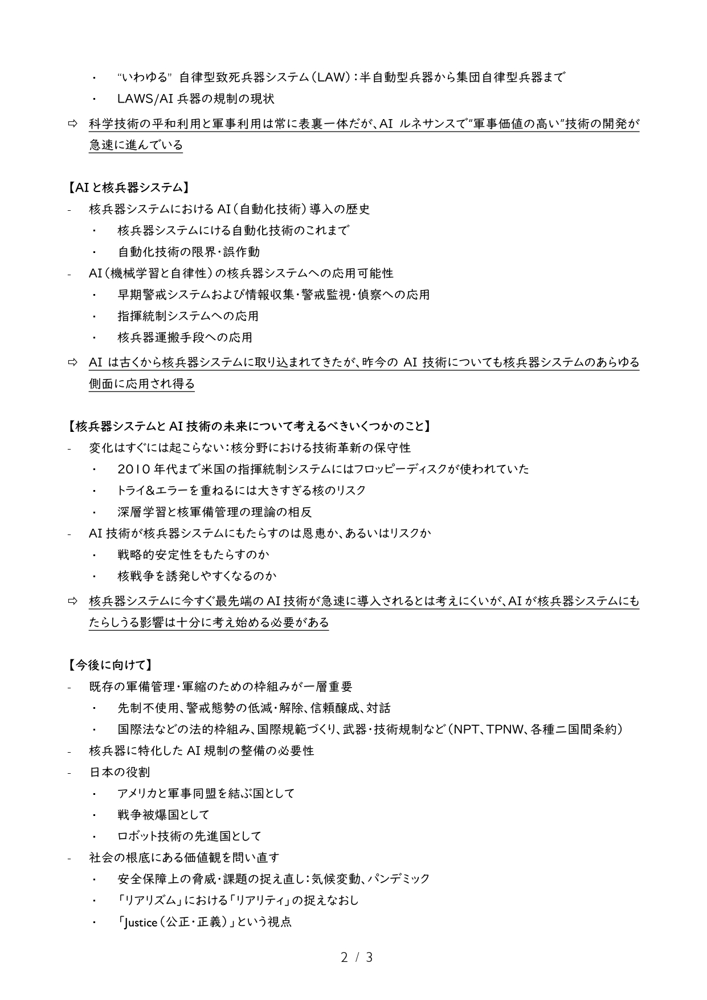 ・ “いわゆる” 自律型致死兵器システム（LAW）：半自動型兵器から集団自律型兵器まで
・ LAWS/AI 兵器の規制の現状
⇨ 科学技術の平和利用と軍事利用は常に表裏一体だが、AI ルネサンスで“軍事価値の高い”技術の開発が
急速に進んでいる
【AI と核兵器システム】
- 核兵器システムにおける AI（自動化技術）導入の歴史
・ 核兵器システムにける自動化技術のこれまで
・ 自動化技術の限界・誤作動
- AI（機械学習と自律性）の核兵器システムへの応用可能性
・ 早期警戒システムおよび情報収集・警戒監視・偵察への応用
・ 指揮統制システムへの応用
・ 核兵器運搬手段への応用
⇨ AI は古くから核兵器システムに取り込まれてきたが、昨今の AI 技術についても核兵器システムのあらゆる
側面に応用され得る
【核兵器システムと AI 技術の未来について考えるべきいくつかのこと】
- 変化はすぐには起こらない：核分野における技術革新の保守性
・ 2010 年代まで米国の指揮統制システムにはフロッピーディスクが使われていた
・ トライ＆エラーを重ねるには大きすぎる核のリスク
・ 深層学習と核軍備管理の理論の相反
- AI 技術が核兵器システムにもたらすのは恩恵か、あるいはリスクか
・ 戦略的安定性をもたらすのか
・ 核戦争を誘発しやすくなるのか
⇨ 核兵器システムに今すぐ最先端の AI 技術が急速に導入されるとは考えにくいが、AI が核兵器システムにも
たらしうる影響は十分に考え始める必要がある
【今後に向けて】
- 既存の軍備管理・軍縮のための枠組みが一層重要
・ 先制不使用、警戒態勢の低減・解除、信頼醸成、対話
・ 国際法などの法的枠組み、国際規範づくり、武器・技術規制など（NPT、TPNW、各種二国間条約）
- 核兵器に特化した AI 規制の整備の必要性
- 日本の役割
・ アメリカと軍事同盟を結ぶ国として
・ 戦争被爆国として
・ ロボット技術の先進国として
- 社会の根底にある価値観を問い直す
・ 安全保障上の脅威・課題の捉え直し：気候変動、パンデミック
・ 「リアリズム」における「リアリティ」の捉えなおし
・ 「Justice（公正・正義）」という視点
2 / 3